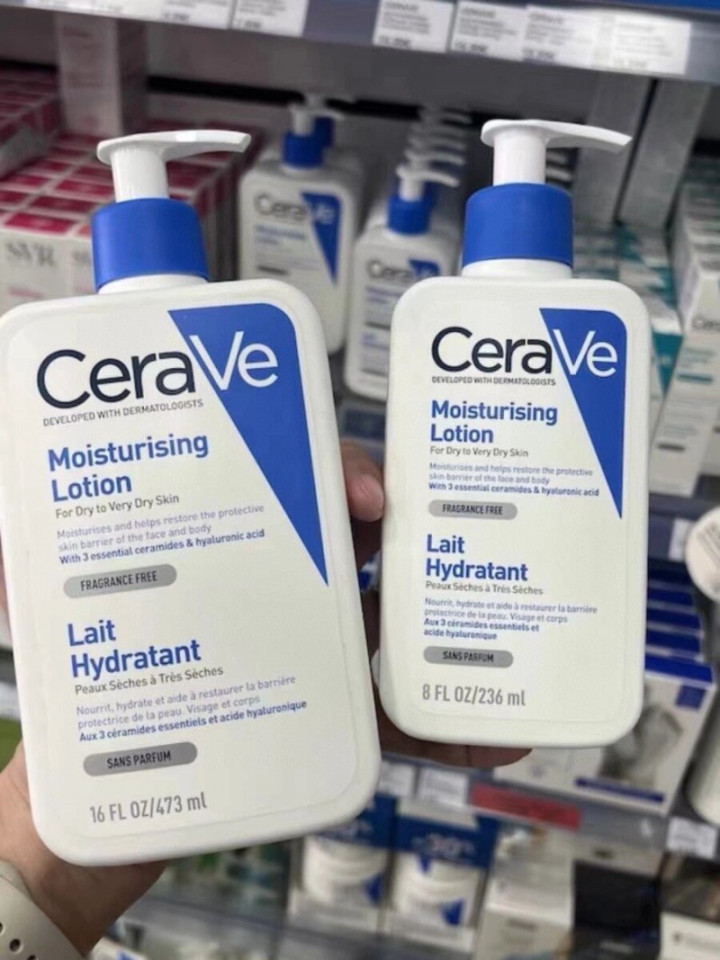 CeraVe
DEVELOPED WITH DERMATOLOGISTS
Moisturising
Lotion
For Dry to Very Dry Skin
Moisturises and helps restore the protective
skin barrier of the face and body
With 3 essential ceramides & hyaluronic acid
FRAGRANCE FREE
Lait
Hydratant
Peaux Sèches à Très Sèches
Nourrit, hydrate et aide à restaurer la barrière
protectrice de la peau. Visage et corps
Aux 3 céramides essentiels et acide hyaluronique
SANS PARFUM
16 FL OZ/473 ml
CeraVe
DEVELOPED WITH DERMATOLOGISTS
Moisturising
Lotion
For Dry to Very Dry Skin
Moisturises and helps restore the protective
skin barrier of the face and body
With 3 essential ceramides & hyaluronic acid
FRAGRANCE FREE
Lait
Hydratant
Peaux Sèches à Très Sèches
Nourrit, hydrate et aide à restaurer la barrière
protectrice de la peau. Visage et corps
Aux 3 céramides essentiels et
acide hyaluronique
SANS PARFUM
8 FL OZ/236 ml
CeraVe
CeraVe
SVR